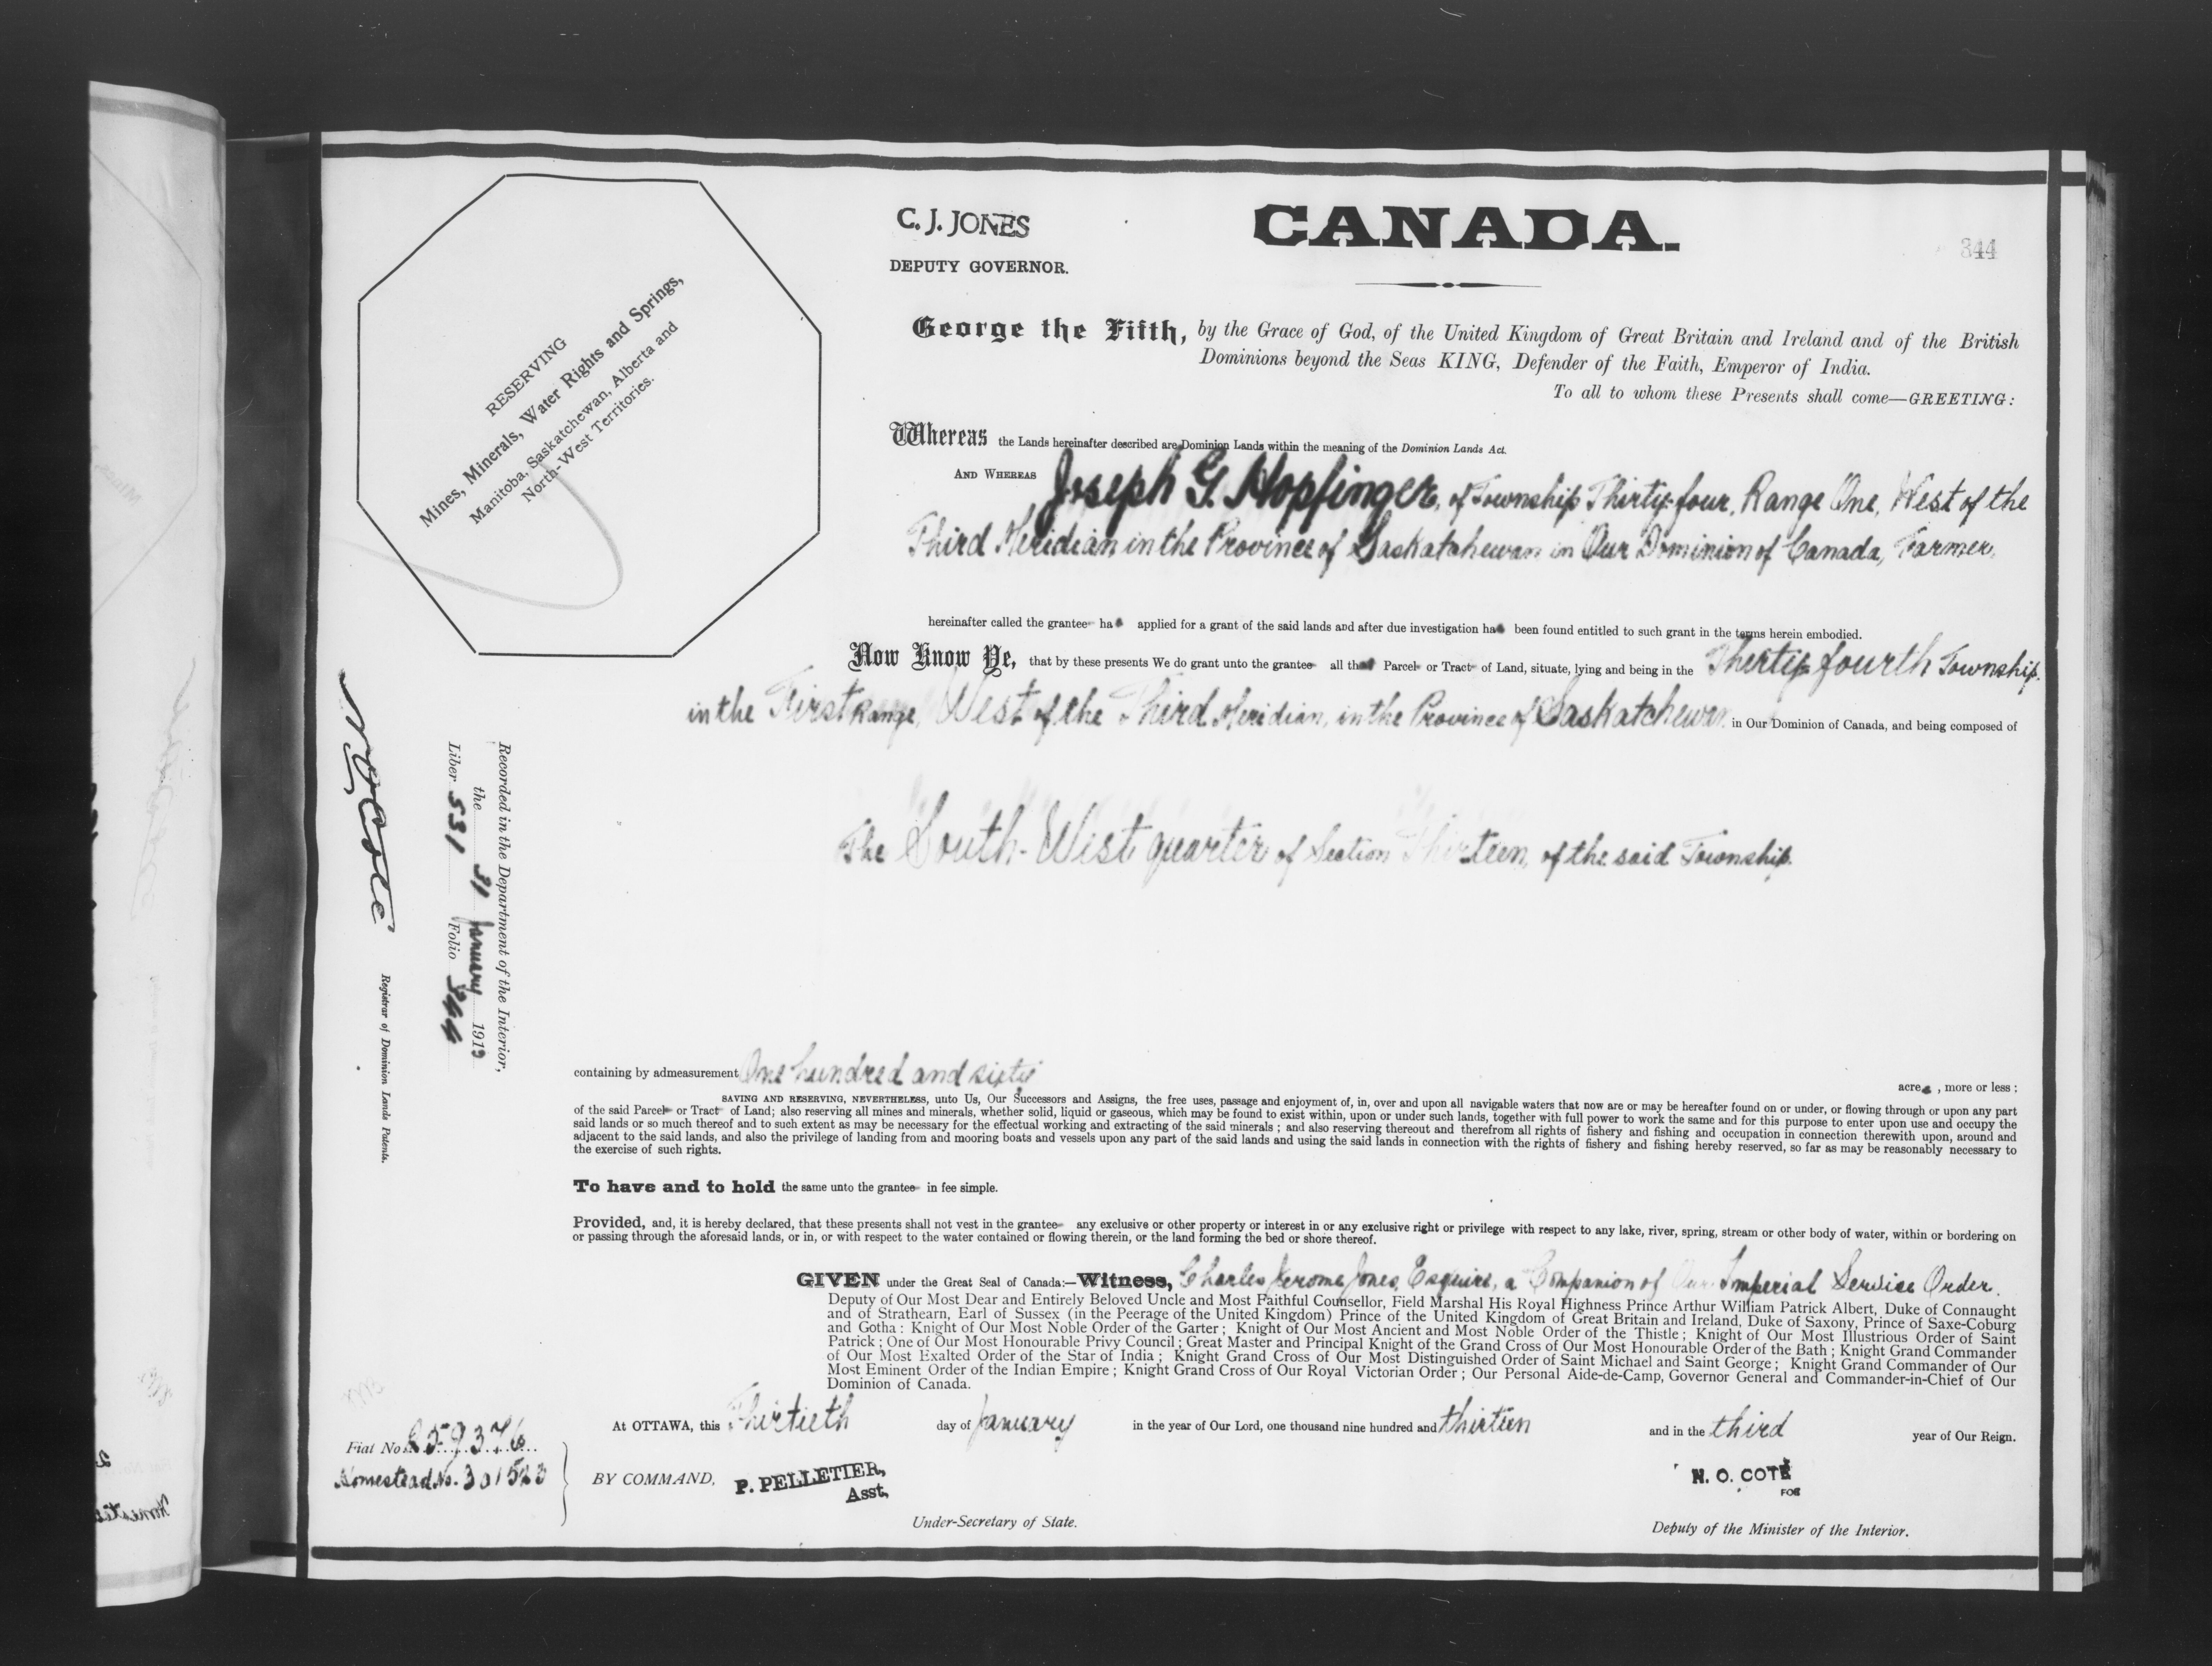 C. J. JONES
DEPUTY GOVERNOR.
CANADA.
344
RESERVING
Mines, Minerals, Water Rights and Springs,
Manitoba, Saskatchewan, Alberta and
North-West Territories.
George the Fifth, by the Grace of God, of the United Kingdom of Great Britain and Ireland and of the British
Dominions beyond the Seas KING, Defender of the Faith, Emperor of India.
To all to whom these Presents shall come—GREETING:
Whereas the Lands hereinafter described are Dominion Lands within the meaning of the Dominion Lands Act.
AND WHEREAS Joseph G. Hopfinger, of Township Thirty-four, Range One, West of the
Third Meridian in the Province of Saskatchewan in Our Dominion of Canada, Farmer,
hereinafter called the grantee has applied for a grant of the said lands and after due investigation has been found entitled to such grant in the terms herein embodied.
Now Know Ye, that by these presents We do grant unto the grantee all that Parcel or Tract of Land, situate, lying and being in the Thirty-fourth Township,
in the First Range, West of the Third Meridian, in the Province of Saskatchewan in Our Dominion of Canada, and being composed of
The South-West quarter of Section Thirteen, of the said Township.
containing by admeasurement One hundred and sixty acres, more or less :
SAVING AND RESERVING, NEVERTHELESS, unto Us, Our Successors and Assigns, the free uses, passage and enjoyment of, in, over and upon all navigable waters that now are or may be hereafter found on or under, or flowing through or upon any part
of the said Parcel or Tract of Land; also reserving all mines and minerals, whether solid, liquid or gaseous, which may be found to exist within, upon or under such lands, together with full power to work the same and for this purpose to enter upon use and occupy the
said lands or so much thereof and to such extent as may be necessary for the effectual working and extracting of the said minerals ; and also reserving thereout and therefrom all rights of fishery and fishing and occupation in connection therewith upon, around and
adjacent to the said lands, and also the privilege of landing from and mooring boats and vessels upon any part of the said lands and using the said lands in connection with the rights of fishery and fishing hereby reserved, so far as may be reasonably necessary to
the exercise of such rights.
To have and to hold the same unto the grantee in fee simple.
Provided, and, it is hereby declared, that these presents shall not vest in the grantee any exclusive or other property or interest in or any exclusive right or privilege with respect to any lake, river, spring, stream or other body of water, within or bordering on
or passing through the aforesaid lands, or in, or with respect to the water contained or flowing therein, or the land forming the bed or shore thereof.
GIVEN under the Great Seal of Canada:—Witness, Charles Jerome Jones, Esquire, a Companion of Our Imperial Service Order.
Deputy of Our Most Dear and Entirely Beloved Uncle and Most Faithful Counsellor, Field Marshal His Royal Highness Prince Arthur William Patrick Albert, Duke of Connaught
and of Strathearn, Earl of Sussex (in the Peerage of the United Kingdom) Prince of the United Kingdom of Great Britain and Ireland, Duke of Saxony, Prince of Saxe-Coburg
and Gotha : Knight of Our Most Noble Order of the Garter ; Knight of Our Most Ancient and Most Noble Order of the Thistle ; Knight of Our Most Illustrious Order of Saint
Patrick ; One of Our Most Honourable Privy Council ; Great Master and Principal Knight of the Grand Cross of Our Most Honourable Order of the Bath ; Knight Grand Commander
of Our Most Exalted Order of the Star of India ; Knight Grand Cross of Our Most Distinguished Order of Saint Michael and Saint George ; Knight Grand Commander of Our
Most Eminent Order of the Indian Empire ; Knight Grand Cross of Our Royal Victorian Order ; Our Personal Aide-de-Camp, Governor General and Commander-in-Chief of Our
Dominion of Canada.
At OTTAWA, this Thirtieth day of January in the year of Our Lord, one thousand nine hundred and thirteen and in the third year of Our Reign.
BY COMMAND, P. PELLETIER,
Asst.
Under-Secretary of State.
N. O. COTÉ
FOR
Deputy of the Minister of the Interior.
Fiat No. 259376
Homestead No. 301523
Recorded in the Department of the Interior,
the 31 January 1913
Liber 531 Folio 344
N O Coté
Registrar of Dominion Lands Patents.